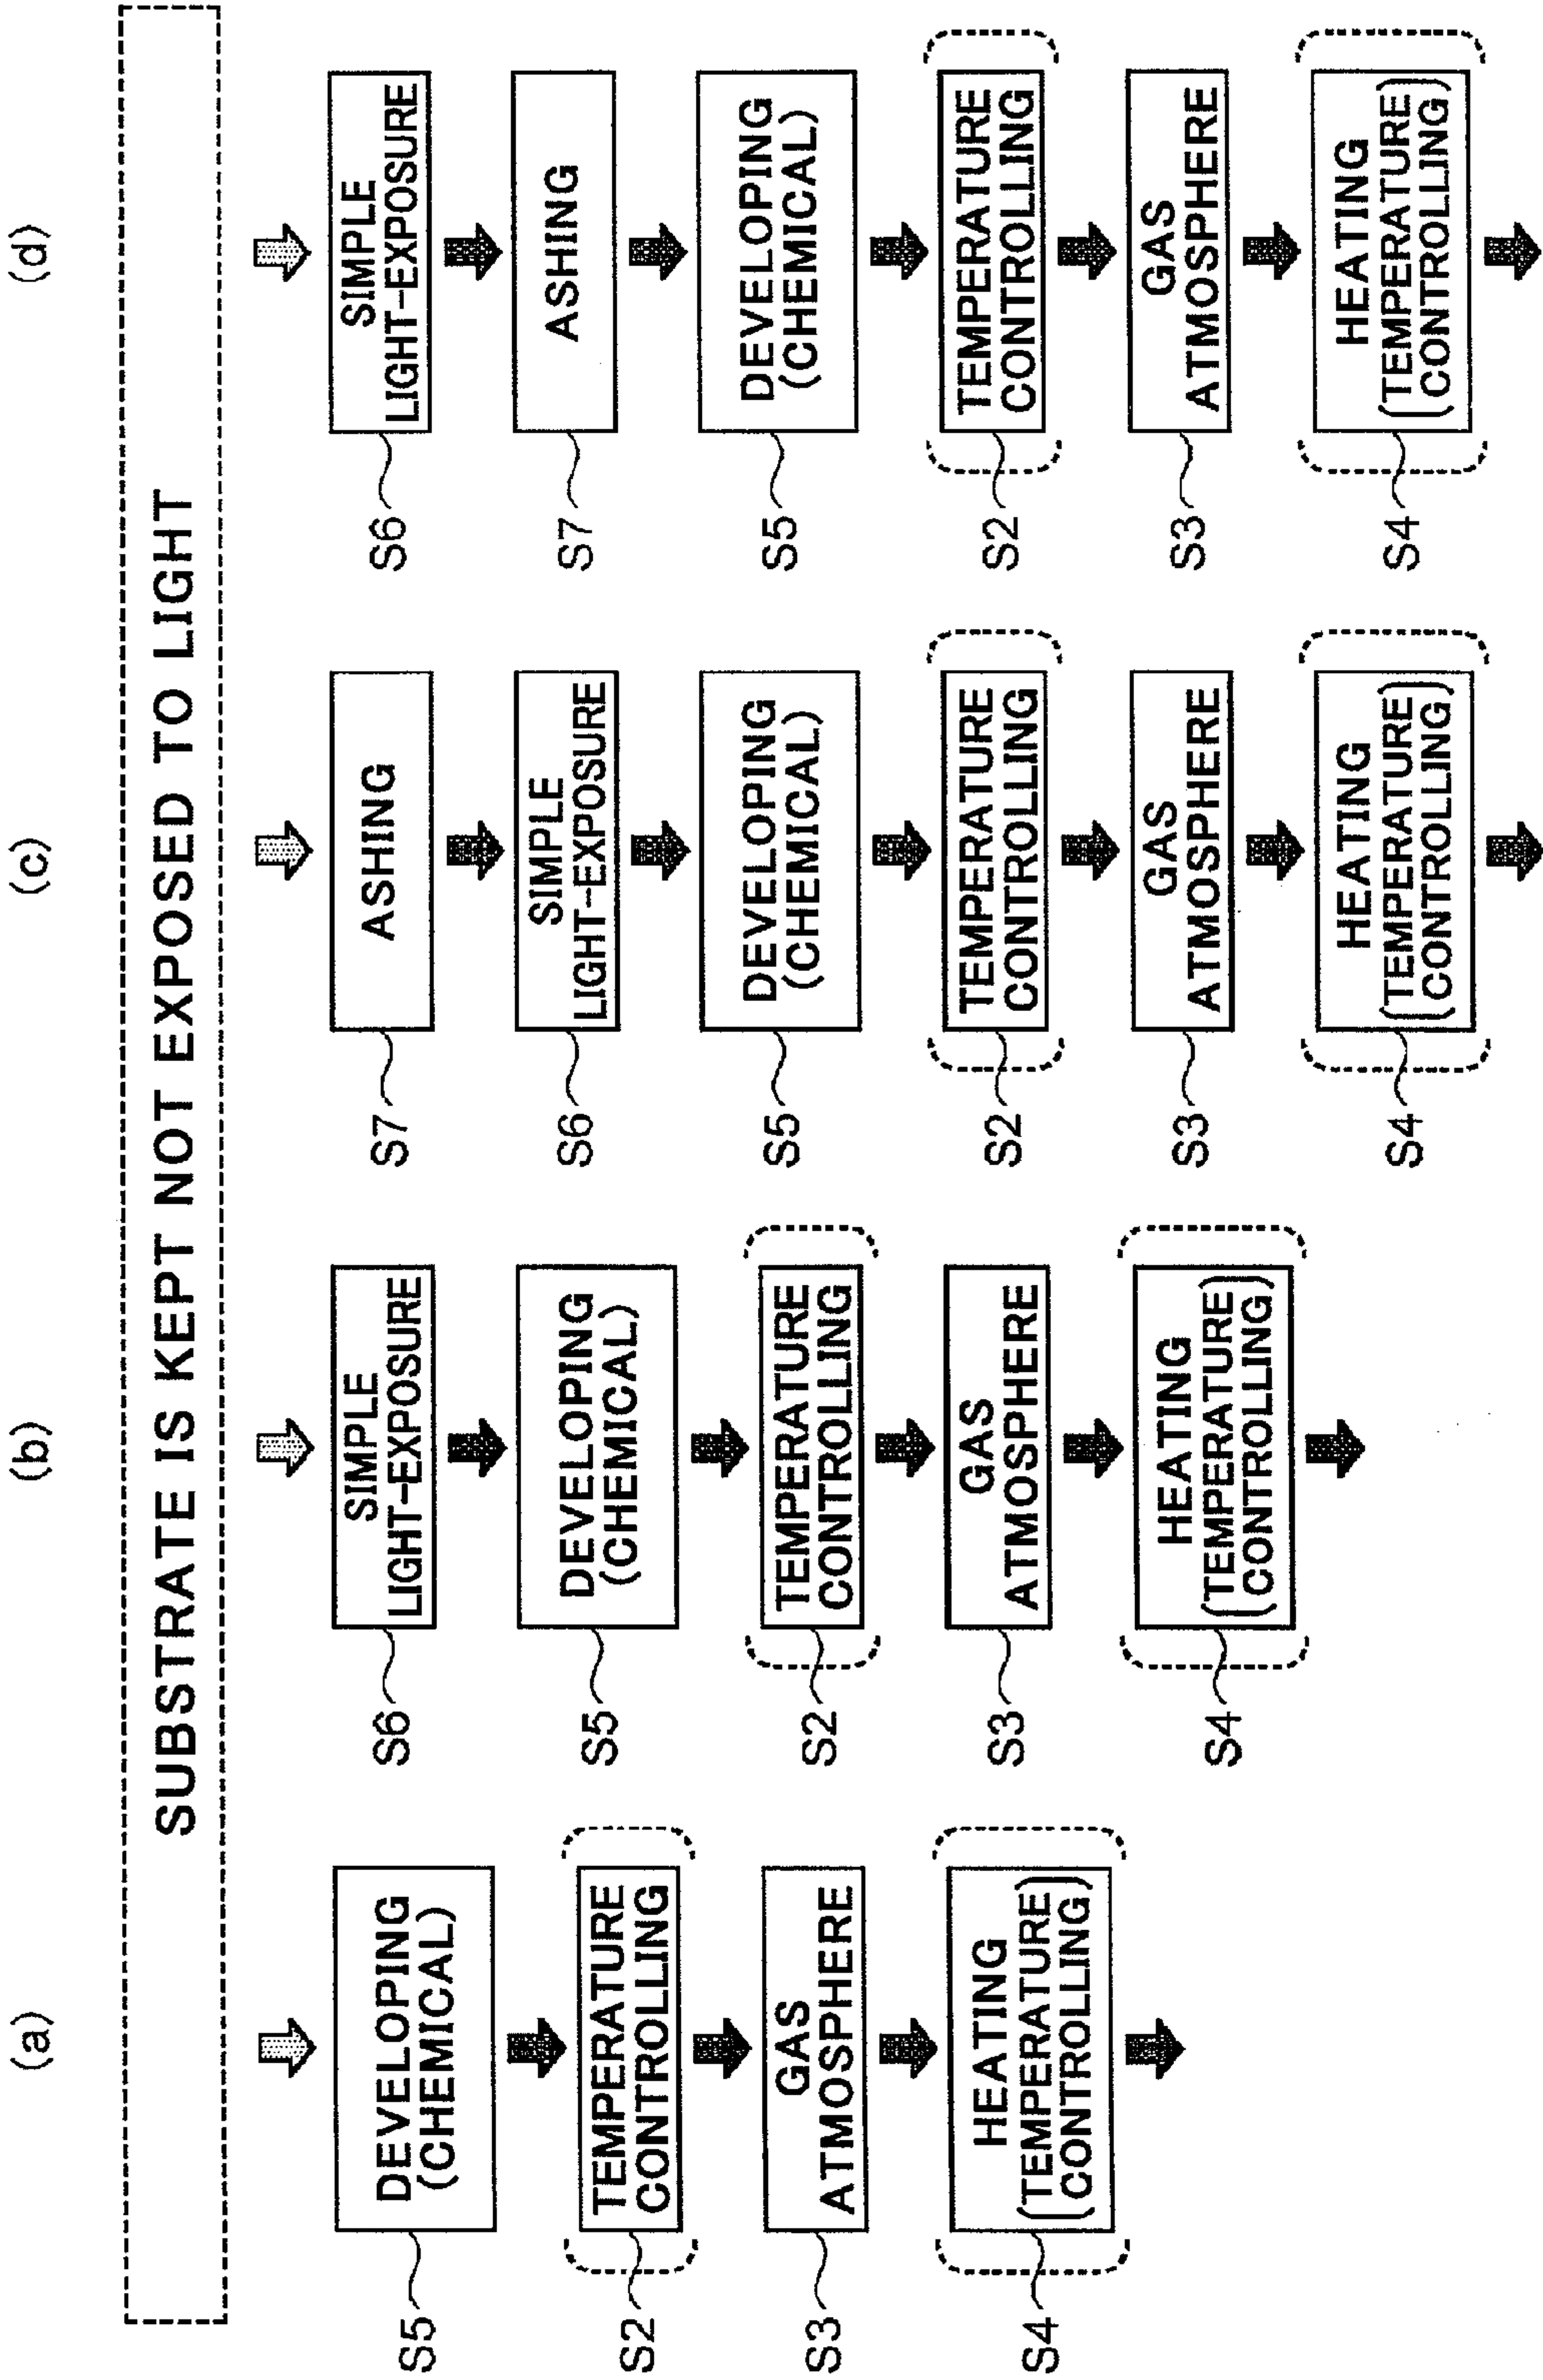 SUBSTRATE IS KEPT NOT EXPOSED TO LIGHT
(a)
S5
DEVELOPING
(CHEMICAL)
S2
TEMPERATURE
CONTROLLING
S3
GAS
ATMOSPHERE
S4
HEATING
(TEMPERATURE
CONTROLLING)
(b)
S6
SIMPLE
LIGHT-EXPOSURE
S5
DEVELOPING
(CHEMICAL)
S2
TEMPERATURE
CONTROLLING
S3
GAS
ATMOSPHERE
S4
HEATING
(TEMPERATURE
CONTROLLING)
(c)
S7
ASHING
S6
SIMPLE
LIGHT-EXPOSURE
S5
DEVELOPING
(CHEMICAL)
S2
TEMPERATURE
CONTROLLING
S3
GAS
ATMOSPHERE
S4
HEATING
(TEMPERATURE
CONTROLLING)
(d)
S6
SIMPLE
LIGHT-EXPOSURE
S7
ASHING
S5
DEVELOPING
(CHEMICAL)
S2
TEMPERATURE
CONTROLLING
S3
GAS
ATMOSPHERE
S4
HEATING
(TEMPERATURE
CONTROLLING)